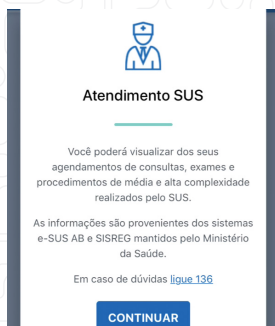 Atendimento SUS
Você poderá visualizar dos seus
agendamentos de consultas, exames e
procedimentos de média e alta complexidade
realizados pelo SUS.
As informações são provenientes dos sistemas
e-SUS AB e SISREG mantidos pelo Ministério
da Saúde.
Em caso de dúvidas ligue 136
CONTINUAR